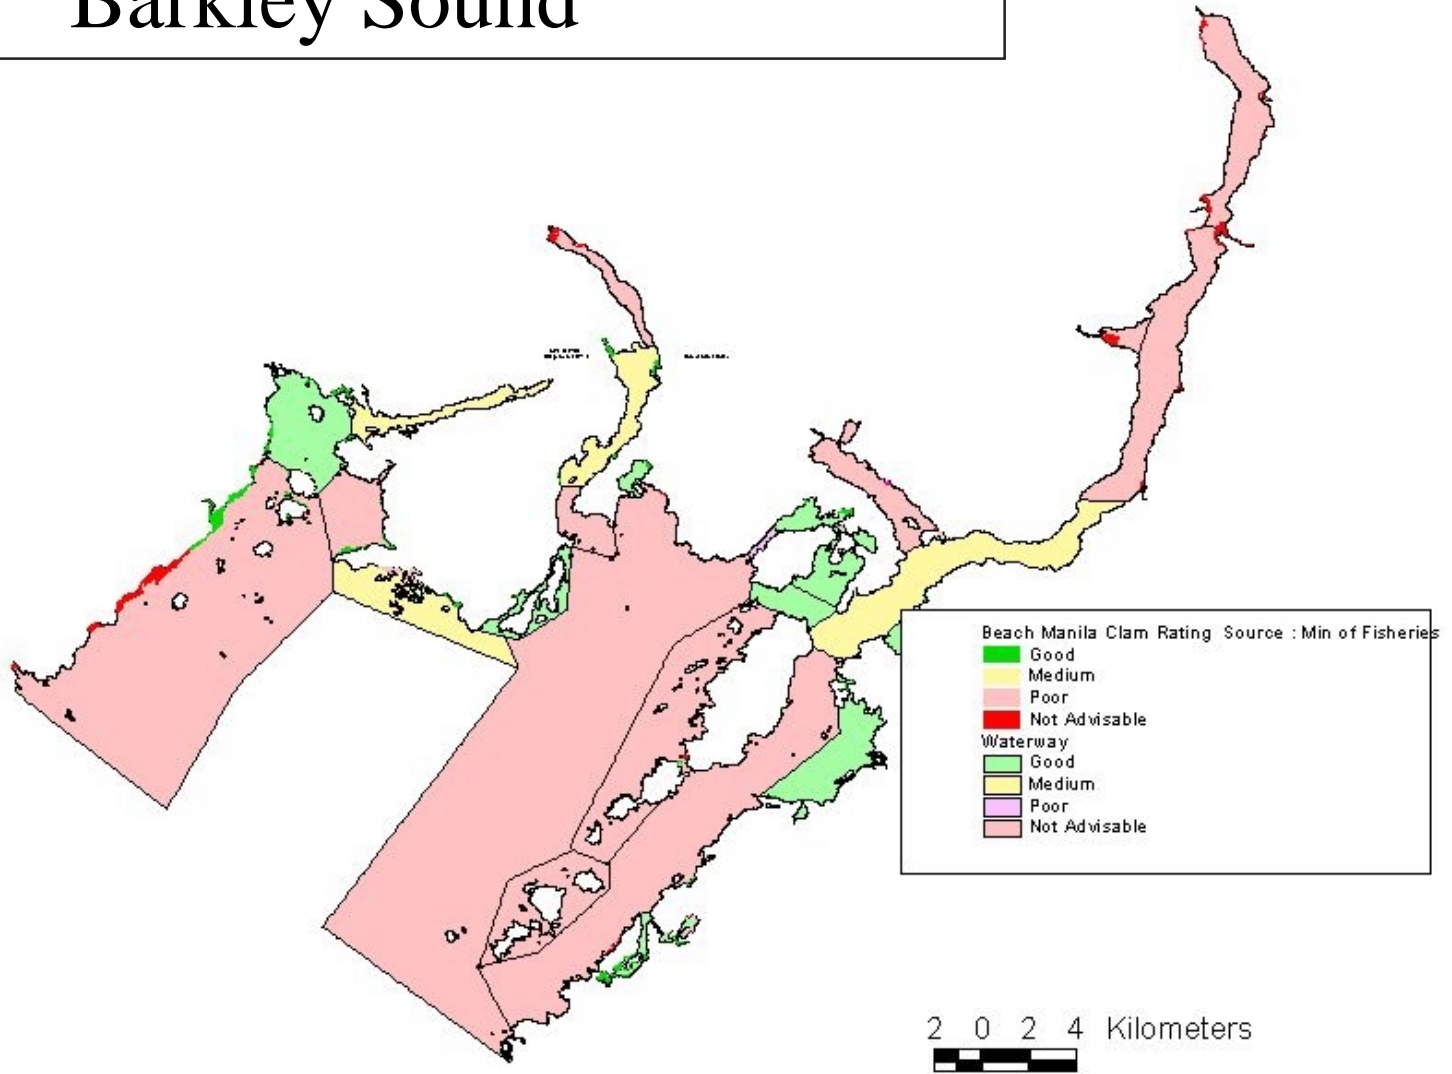 Barkley Sound
Beach Manila Clam Rating Source : Min of Fisheries
Good
Medium
Poor
Not Advisable
Waterway
Good
Medium
Poor
Not Advisable
2 0 2 4 Kilometers